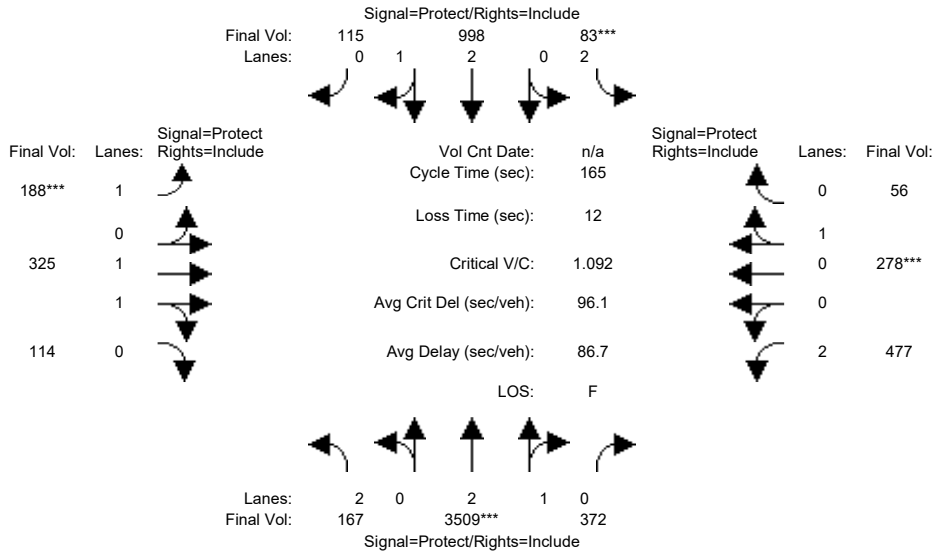 Signal=Protect/Rights=Include
Final Vol: 115 998 83***
Lanes: 0 1 2 0 2
Signal=Protect
Final Vol: Lanes: Rights=Include
Vol Cnt Date: n/a
Signal=Protect
Rights=Include Lanes: Final Vol:
Cycle Time (sec): 165
188*** 1
0 56
Loss Time (sec): 12
0
1
325 1
Critical V/C: 1.092
0 278***
1
Avg Crit Del (sec/veh): 96.1
0
114 0
Avg Delay (sec/veh): 86.7
2 477
LOS: F
Lanes: 2 0 2 1 0
Final Vol: 167 3509*** 372
Signal=Protect/Rights=Include